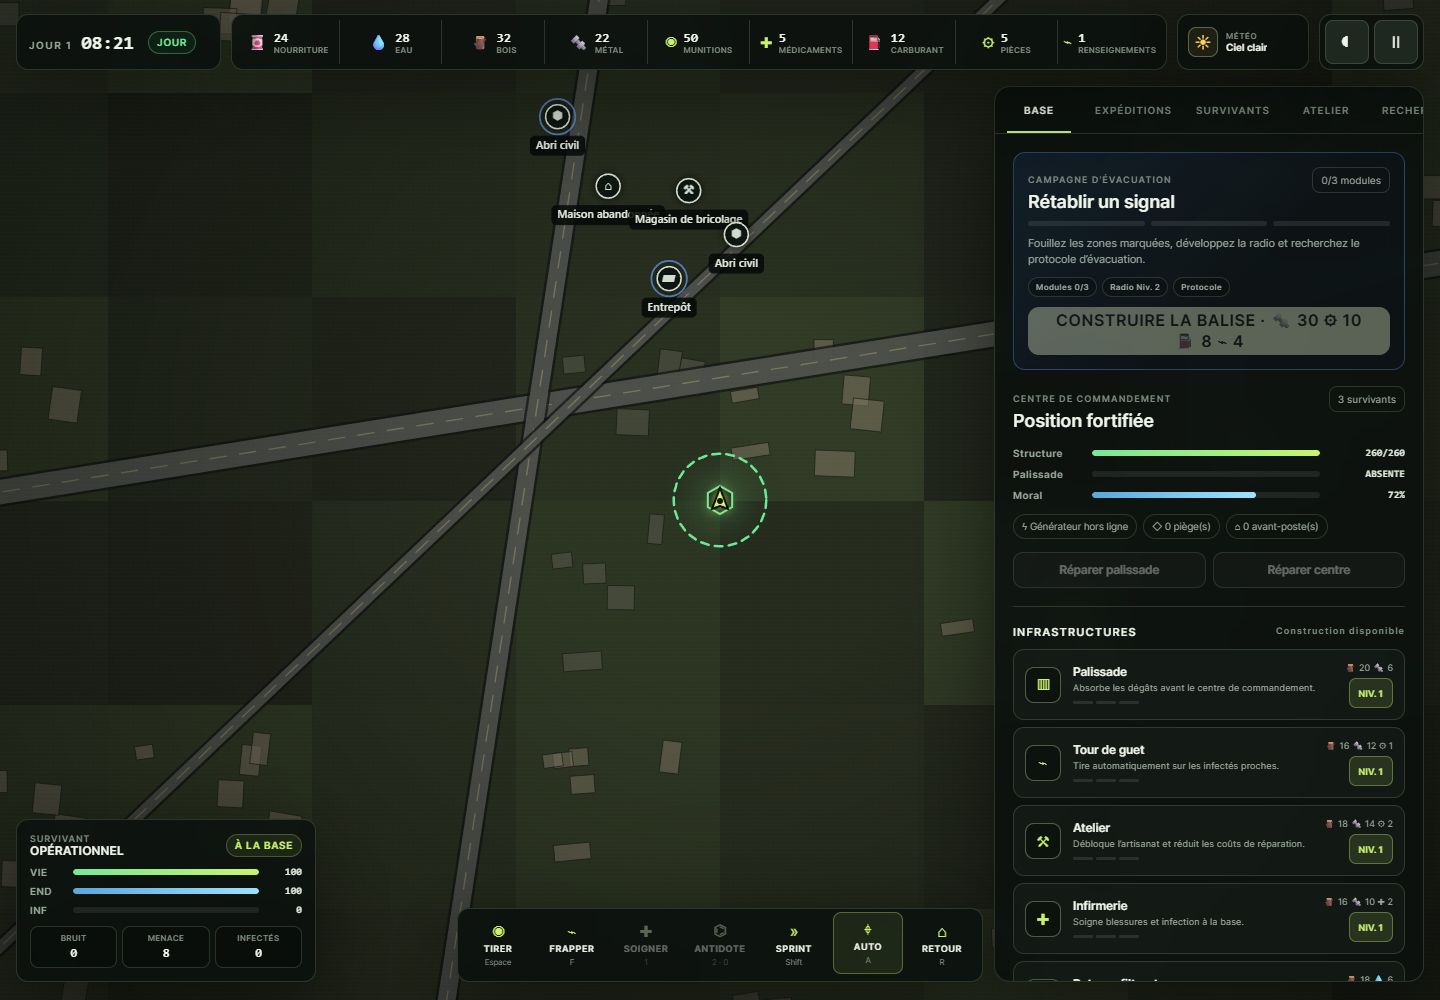 JOUR 1 08:21 JOUR
24 NOURRITURE
28 EAU
32 BOIS
22 MÉTAL
50 MUNITIONS
5 MÉDICAMENTS
12 CARBURANT
5 PIÈCES
1 RENSEIGNEMENTS
MÉTÉO
Ciel clair
BASE EXPÉDITIONS SURVIVANTS ATELIER RECHER
Abri civil
Maison aband
Magasin de bricolage
Abri civil
Entrepôt
CAMPAGNE D'ÉVACUATION 0/3 modules
Rétablir un signal
Fouillez les zones marquées, développez la radio et recherchez le
protocole d'évacuation.
Modules 0/3 Radio Niv. 2 Protocole
CONSTRUIRE LA BALISE · 30 10
8 4
CENTRE DE COMMANDEMENT 3 survivants
Position fortifiée
Structure 260/260
Palissade ABSENTE
Moral 72%
Générateur hors ligne 0 piège(s) 0 avant-poste(s)
Réparer palissade Réparer centre
INFRASTRUCTURES Construction disponible
Palissade 20 6
Absorbe les dégâts avant le centre de commandement. NIV. 1
Tour de guet 16 12 1
Tire automatiquement sur les infectés proches. NIV. 1
Atelier 18 14 2
Débloque l'artisanat et réduit les coûts de réparation. NIV. 1
Infirmerie 16 10 2
Soigne blessures et infection à la base. NIV. 1
18 6
SURVIVANT
OPÉRATIONNEL À LA BASE
VIE 100
END 100
INF 0
BRUIT MENACE INFECTÉS
0 8 0
TIRER FRAPPER SOIGNER ANTIDOTE SPRINT AUTO RETOUR
Espace F 1 2 · 0 Shift A R